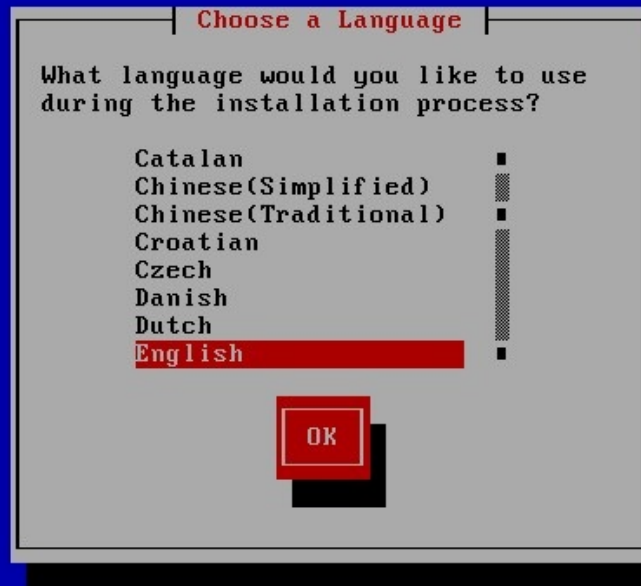 Choose a Language
What language would you like to use
during the installation process?
Catalan
Chinese(Simplified)
Chinese(Traditional)
Croatian
Czech
Danish
Dutch
English
OK